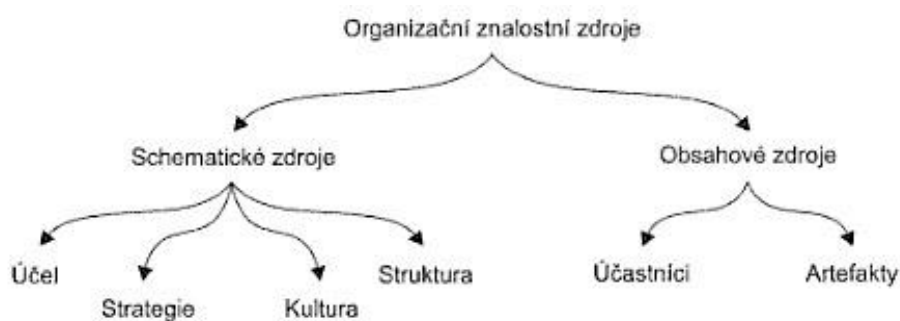 Organizační znalostní zdroje
Schematické zdroje
Obsahové zdroje
Účel
Strategie
Kultura
Struktura
Účastníci
Artefakty